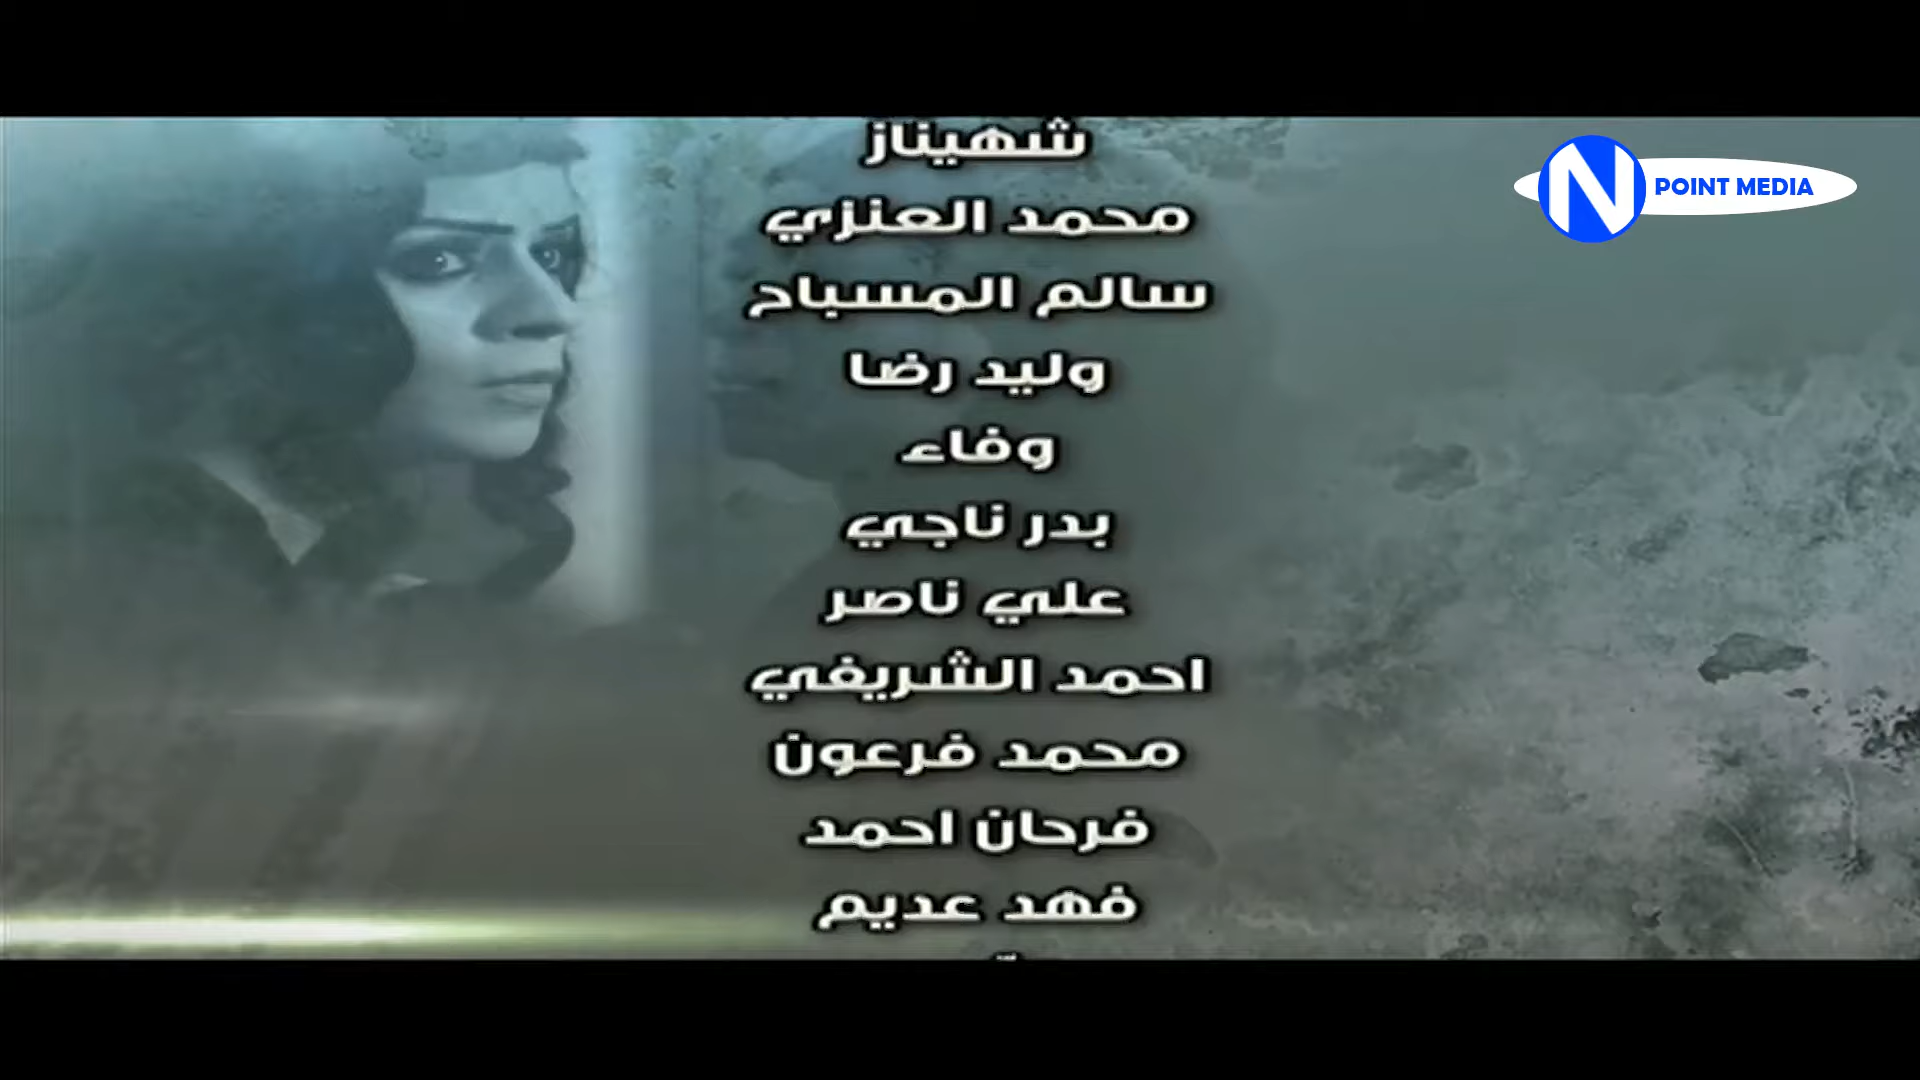 شهيناز
محمد العنزي
سالم المسباح
وليد رضا
وفاء
بدر ناجي
علي ناصر
احمد الشريفي
محمد فرعون
فرحان احمد
فهد عديم
N POINT MEDIA